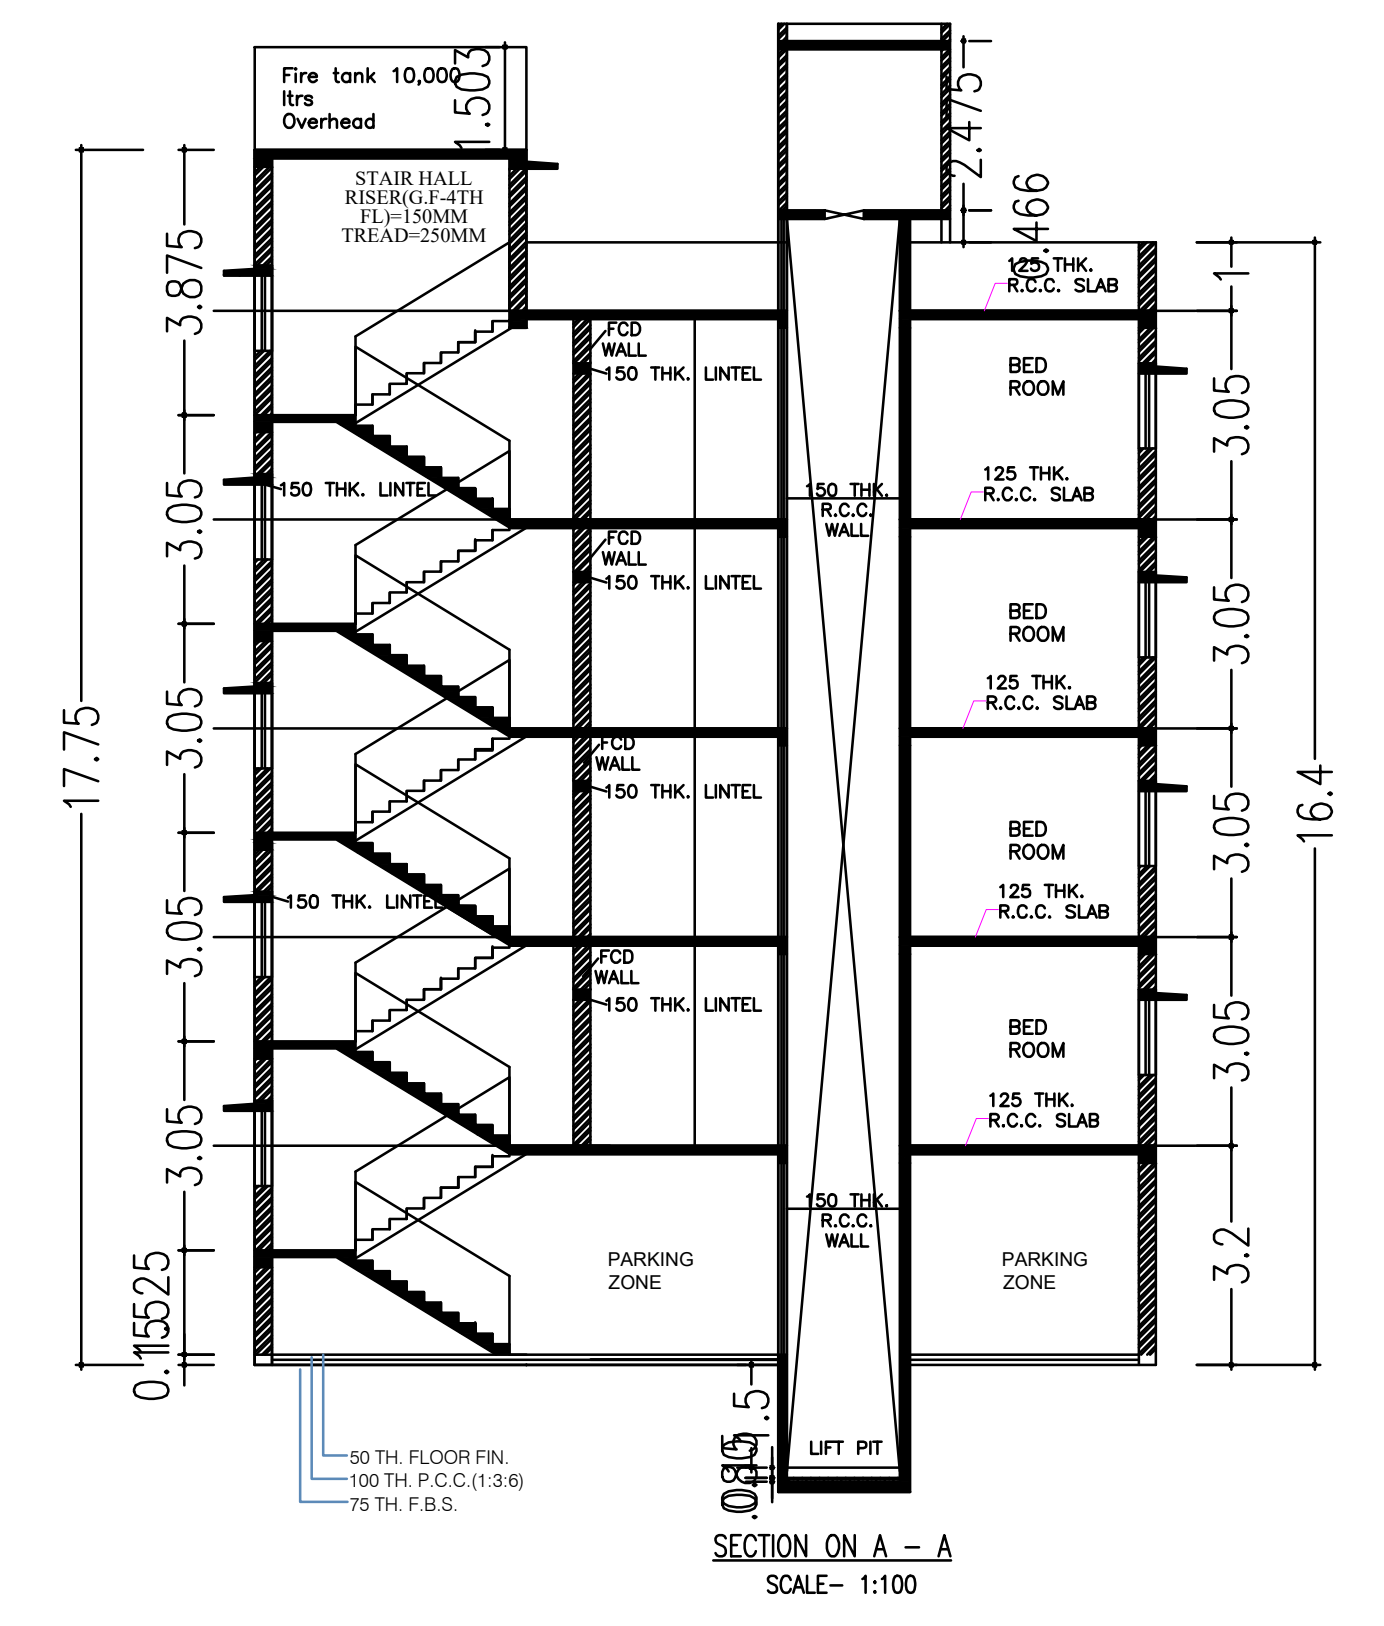 Fire tank 10,000
ltrs
Overhead
1.503
2.475
0.466
STAIR HALL
RISER(G.F-4TH
FL)=150MM
TREAD=250MM
3.875
125 THK.
R.C.C. SLAB
1
FCD
WALL
150 THK. LINTEL
BED
ROOM
3.05
150 THK. LINTEL
3.05
150 THK.
R.C.C.
WALL
125 THK.
R.C.C. SLAB
FCD
WALL
150 THK. LINTEL
BED
ROOM
3.05
3.05
125 THK.
R.C.C. SLAB
17.75
FCD
WALL
150 THK. LINTEL
BED
ROOM
3.05
16.4
150 THK. LINTEL
3.05
125 THK.
R.C.C. SLAB
FCD
WALL
150 THK. LINTEL
BED
ROOM
3.05
3.05
125 THK.
R.C.C. SLAB
150 THK.
R.C.C.
WALL
PARKING
ZONE
PARKING
ZONE
3.2
1.5
LIFT PIT
50 TH. FLOOR FIN.
100 TH. P.C.C.(1:3:6)
75 TH. F.B.S.
SECTION ON A - A
SCALE- 1:100